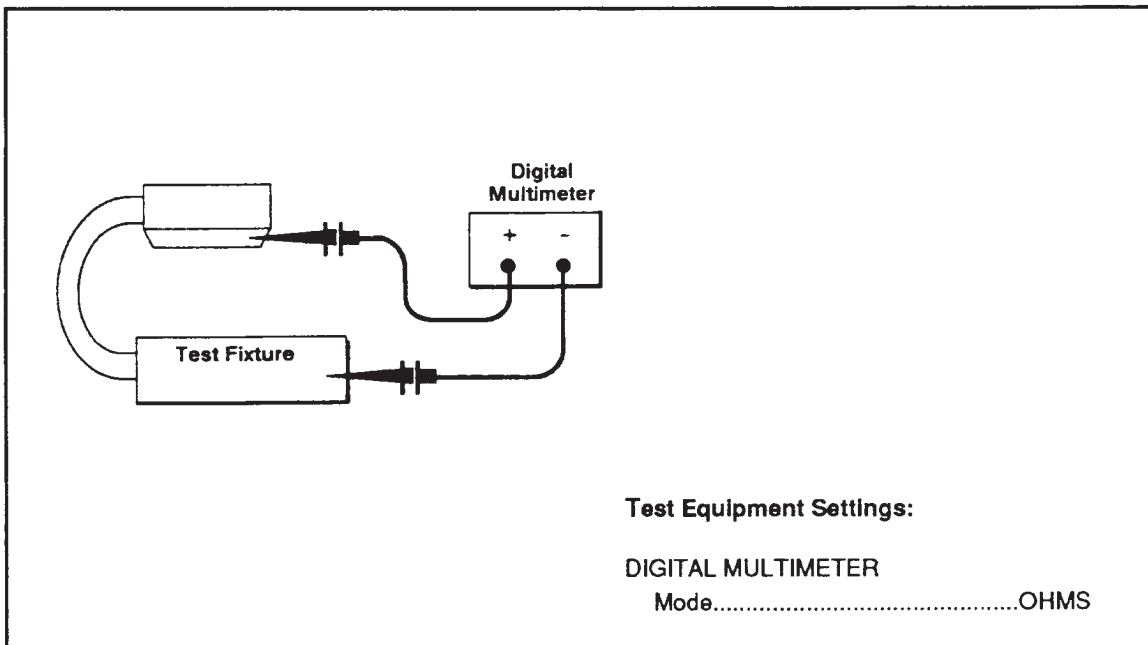 Digital
Multimeter
+ -
Test Fixture
Test Equipment Settings:
DIGITAL MULTIMETER
Mode..............................................OHMS